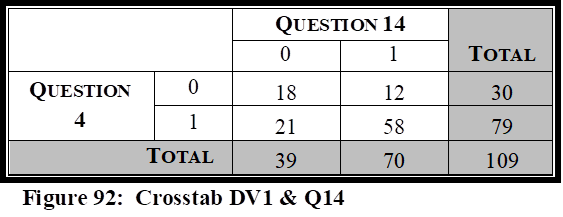 QUESTION 14
0 1 TOTAL
QUESTION 4
0 18 12 30
1 21 58 79
TOTAL 39 70 109
Figure 92: Crosstab DV1 & Q14